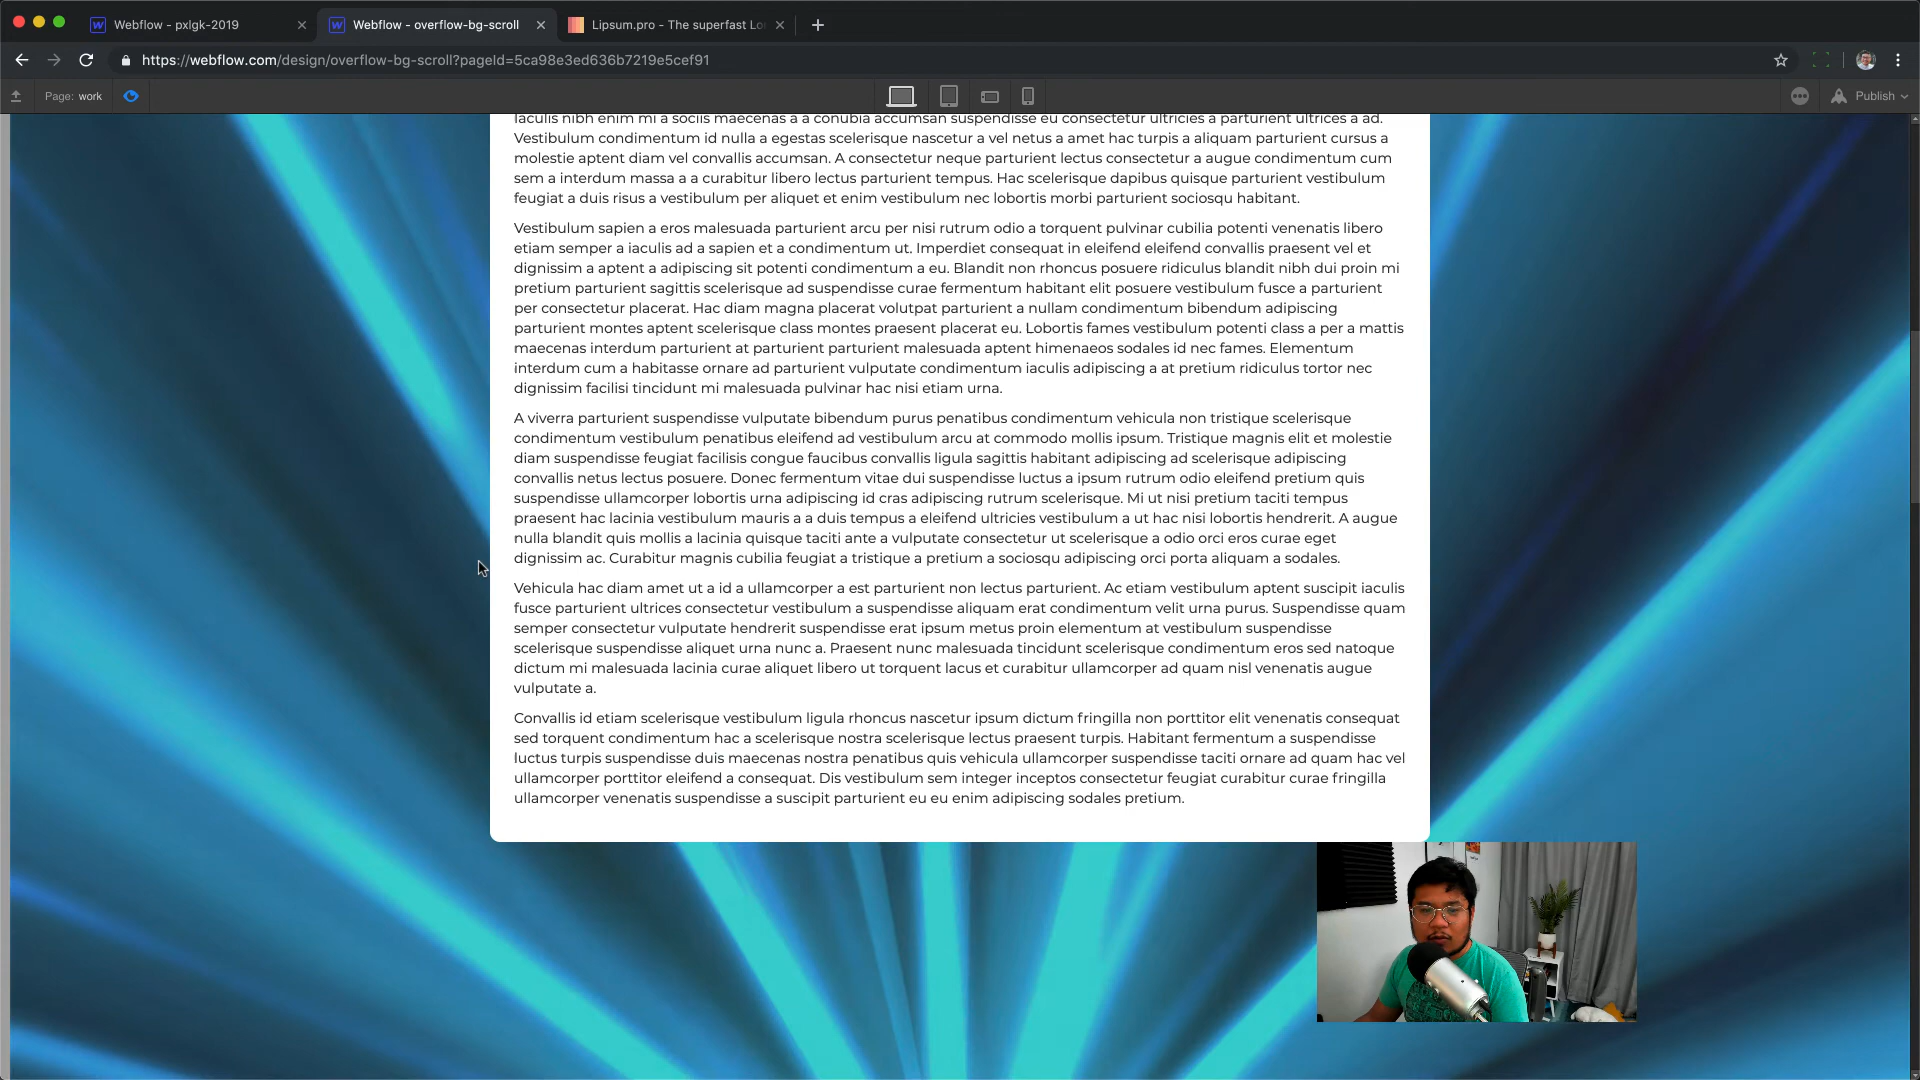 Webflow - pxlgk-2019
Webflow - overflow-bg-scroll
Lipsum.pro - The superfast Lo
https://webflow.com/design/overflow-bg-scroll?pageId=5ca98e3ed636b7219e5cef91
Page: work
Publish
Iaculis nibh enim mi a sociis maecenas a a conubia accumsan suspendisse eu consectetur ultricies a parturient ultrices a ad.
Vestibulum condimentum id nulla a egestas scelerisque nascetur a vel netus a amet hac turpis a aliquam parturient cursus a
molestie aptent diam vel convallis accumsan. A consectetur neque parturient lectus consectetur a augue condimentum cum
sem a interdum massa a a curabitur libero lectus parturient tempus. Hac scelerisque dapibus quisque parturient vestibulum
feugiat a duis risus a vestibulum per aliquet et enim vestibulum nec lobortis morbi parturient sociosqu habitant.
Vestibulum sapien a eros malesuada parturient arcu per nisi rutrum odio a torquent pulvinar cubilia potenti venenatis libero
etiam semper a iaculis ad a sapien et a condimentum ut. Imperdiet consequat in eleifend eleifend convallis praesent vel et
dignissim a aptent a adipiscing sit potenti condimentum a eu. Blandit non rhoncus posuere ridiculus blandit nibh dui proin mi
pretium parturient sagittis scelerisque ad suspendisse curae fermentum habitant elit posuere vestibulum fusce a parturient
per consectetur placerat. Hac diam magna placerat volutpat parturient a nullam condimentum bibendum adipiscing
parturient montes aptent scelerisque class montes praesent placerat eu. Lobortis fames vestibulum potenti class a per a mattis
maecenas interdum parturient at parturient parturient malesuada aptent himenaeos sodales id nec fames. Elementum
interdum cum a habitasse ornare ad parturient vulputate condimentum iaculis adipiscing a at pretium ridiculus tortor nec
dignissim facilisi tincidunt mi malesuada pulvinar hac nisi etiam urna.
A viverra parturient suspendisse vulputate bibendum purus penatibus condimentum vehicula non tristique scelerisque
condimentum vestibulum penatibus eleifend ad vestibulum arcu at commodo mollis ipsum. Tristique magnis elit et molestie
diam suspendisse feugiat facilisis congue faucibus convallis ligula sagittis habitant adipiscing ad scelerisque adipiscing
convallis netus lectus posuere. Donec fermentum vitae dui suspendisse luctus a ipsum rutrum odio eleifend pretium quis
suspendisse ullamcorper lobortis urna adipiscing id cras adipiscing rutrum scelerisque. Mi ut nisi pretium taciti tempus
praesent hac lacinia vestibulum mauris a a duis tempus a eleifend ultricies vestibulum a ut hac nisi lobortis hendrerit. A augue
nulla blandit quis mollis a lacinia quisque taciti ante a vulputate consectetur ut scelerisque a odio orci eros curae eget
dignissim ac. Curabitur magnis cubilia feugiat a tristique a pretium a sociosqu adipiscing orci porta aliquam a sodales.
Vehicula hac diam amet ut a id a ullamcorper a est parturient non lectus parturient. Ac etiam vestibulum aptent suscipit iaculis
fusce parturient ultrices consectetur vestibulum a suspendisse aliquam erat condimentum velit urna purus. Suspendisse quam
semper consectetur vulputate hendrerit suspendisse erat ipsum metus proin elementum at vestibulum suspendisse
scelerisque suspendisse aliquet urna nunc a. Praesent nunc malesuada tincidunt scelerisque condimentum eros sed natoque
dictum mi malesuada lacinia curae aliquet libero ut torquent lacus et curabitur ullamcorper ad quam nisl venenatis augue
vulputate a.
Convallis id etiam scelerisque vestibulum ligula rhoncus nascetur ipsum dictum fringilla non porttitor elit venenatis consequat
sed torquent condimentum hac a scelerisque nostra scelerisque lectus praesent turpis. Habitant fermentum a suspendisse
luctus turpis suspendisse duis maecenas nostra penatibus quis vehicula ullamcorper suspendisse taciti ornare ad quam hac vel
ullamcorper porttitor eleifend a consequat. Dis vestibulum sem integer inceptos consectetur feugiat curabitur curae fringilla
ullamcorper venenatis suspendisse a suscipit parturient eu eu enim adipiscing sodales pretium.